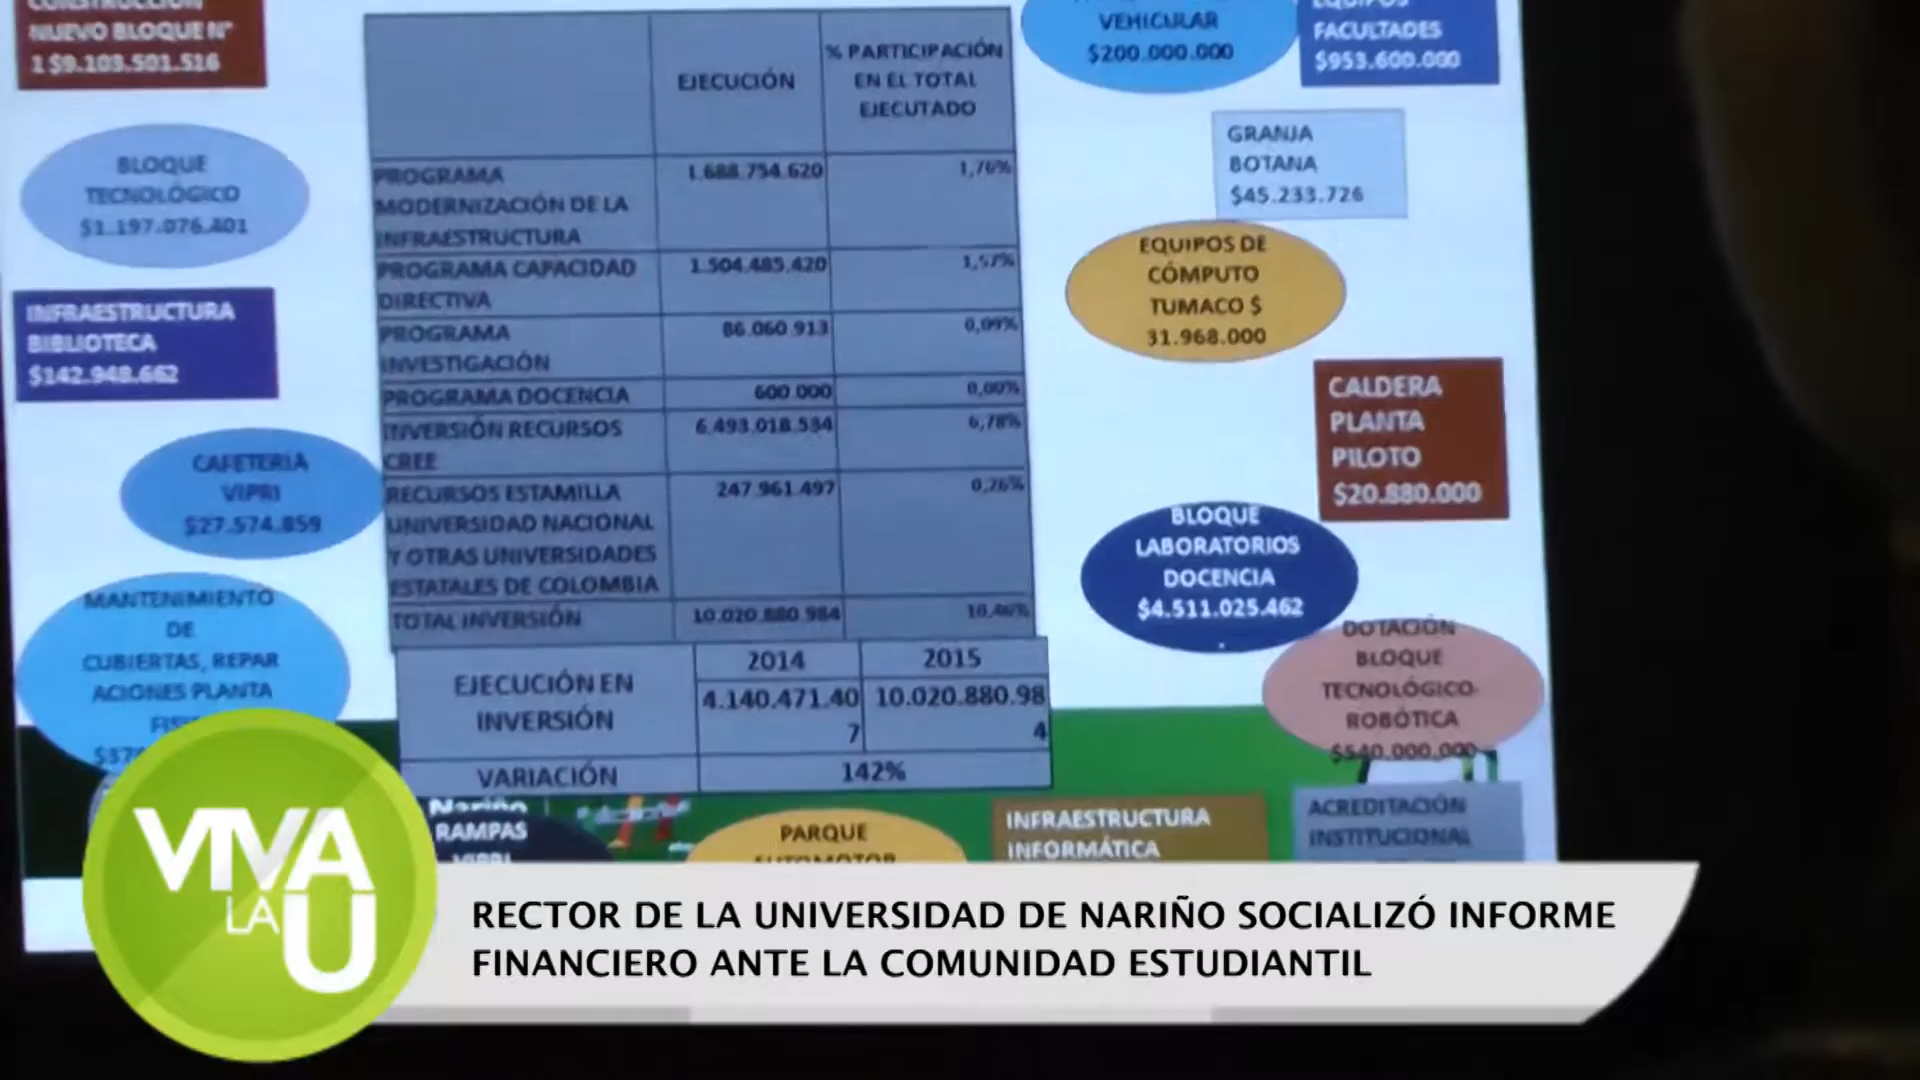 CONSTRUCCIÓN
NUEVO BLOQUE N°
1 $9.103.501.516
BLOQUE
TECNOLÓGICO
$1.197.076.401
INFRAESTRUCTURA
BIBLIOTECA
$142.948.662
CAFETERIA
VIPRI
$27.574.859
MANTENIMIENTO
DE
CUBIERTAS, REPAR
ACIONES PLANTA
EJECUCIÓN
% PARTICIPACIÓN
EN EL TOTAL
EJECUTADO
PROGRAMA
MODERNIZACIÓN DE LA
INFRAESTRUCTURA
1.688.754.620
1,76%
PROGRAMA CAPACIDAD
DIRECTIVA
1.504.485.420
1,57%
PROGRAMA
INVESTIGACIÓN
86.060.913
0,09%
PROGRAMA DOCENCIA
600.000
0,00%
INVERSIÓN RECURSOS
CREE
6.493.018.534
6,78%
RECURSOS ESTAMILLA
UNIVERSIDAD NACIONAL
Y OTRAS UNIVERSIDADES
ESTATALES DE COLOMBIA
247.961.497
0,26%
TOTAL INVERSIÓN
10.020.880.984
10,46%
EJECUCIÓN EN
INVERSIÓN
2014
2015
4.140.471.40
7
10.020.880.98
4
VARIACIÓN
142%
VEHICULAR
$200.000.000
EQUIPOS
FACULTADES
$953.600.000
GRANJA
BOTANA
$45.233.726
EQUIPOS DE
CÓMPUTO
TUMACO $
31.968.000
CALDERA
PLANTA
PILOTO
$20.880.000
BLOQUE
LABORATORIOS
DOCENCIA
$4.511.025.462
.
DOTACIÓN
BLOQUE
TECNOLÓGICO-
ROBÓTICA
$540.000.000
Nariño
RAMPAS
VIPRI
PARQUE
AUTOMOTOR
INFRAESTRUCTURA
INFORMÁTICA
ACREDITACIÓN
INSTITUCIONAL
VIVA
LA U
RECTOR DE LA UNIVERSIDAD DE NARIÑO SOCIALIZÓ INFORME
FINANCIERO ANTE LA COMUNIDAD ESTUDIANTIL